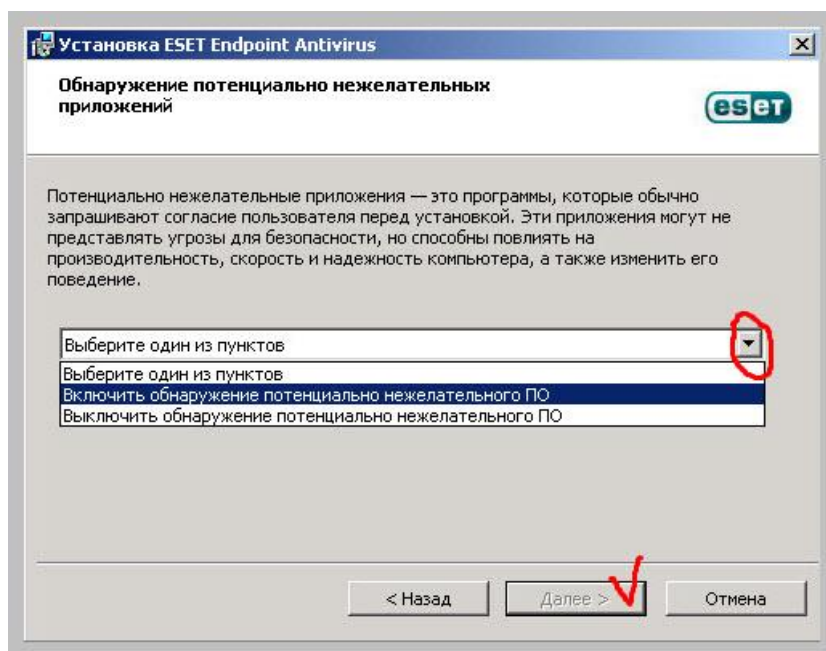 Установка ESET Endpoint Antivirus
Обнаружение потенциально нежелательных
приложений
eseT
Потенциально нежелательные приложения — это программы, которые обычно
запрашивают согласие пользователя перед установкой. Эти приложения могут не
представлять угрозы для безопасности, но способны повлиять на
производительность, скорость и надежность компьютера, а также изменить его
поведение.
Выберите один из пунктов
Выберите один из пунктов
Включить обнаружение потенциально нежелательного ПО
Выключить обнаружение потенциально нежелательного ПО
< Назад
Далее >
Отмена